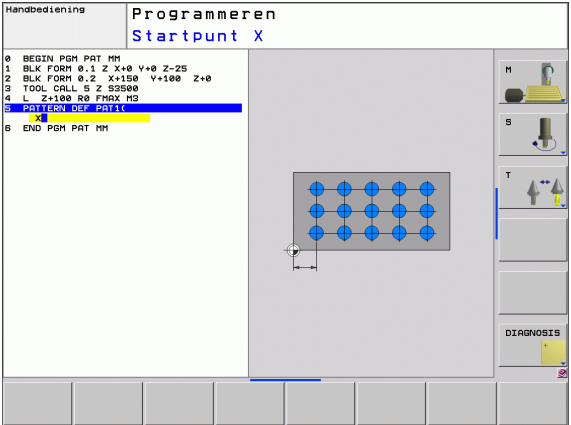 Handbediening
Programmeren
Startpunt X
0 BEGIN PGM PAT MM
1 BLK FORM 0.1 Z X+0 Y+0 Z-25
2 BLK FORM 0.2 X+150 Y+100 Z+0
3 TOOL CALL 5 Z S3500
4 L Z+100 R0 FMAX M3
5 PATTERN DEF PAT1(
X
6 END PGM PAT MM
M
S
T
DIAGNOSIS